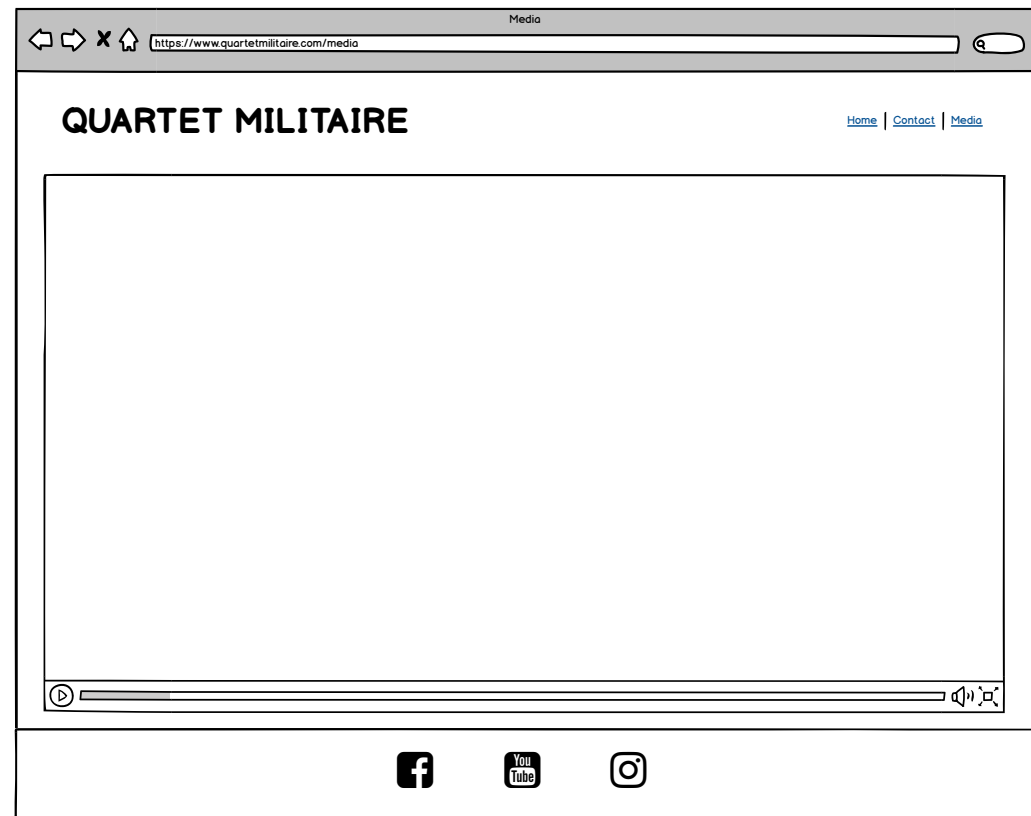 Media
https://www.quartetmilitaire.com/media
QUARTET MILITAIRE
Home | Contact | Media
You
Tube